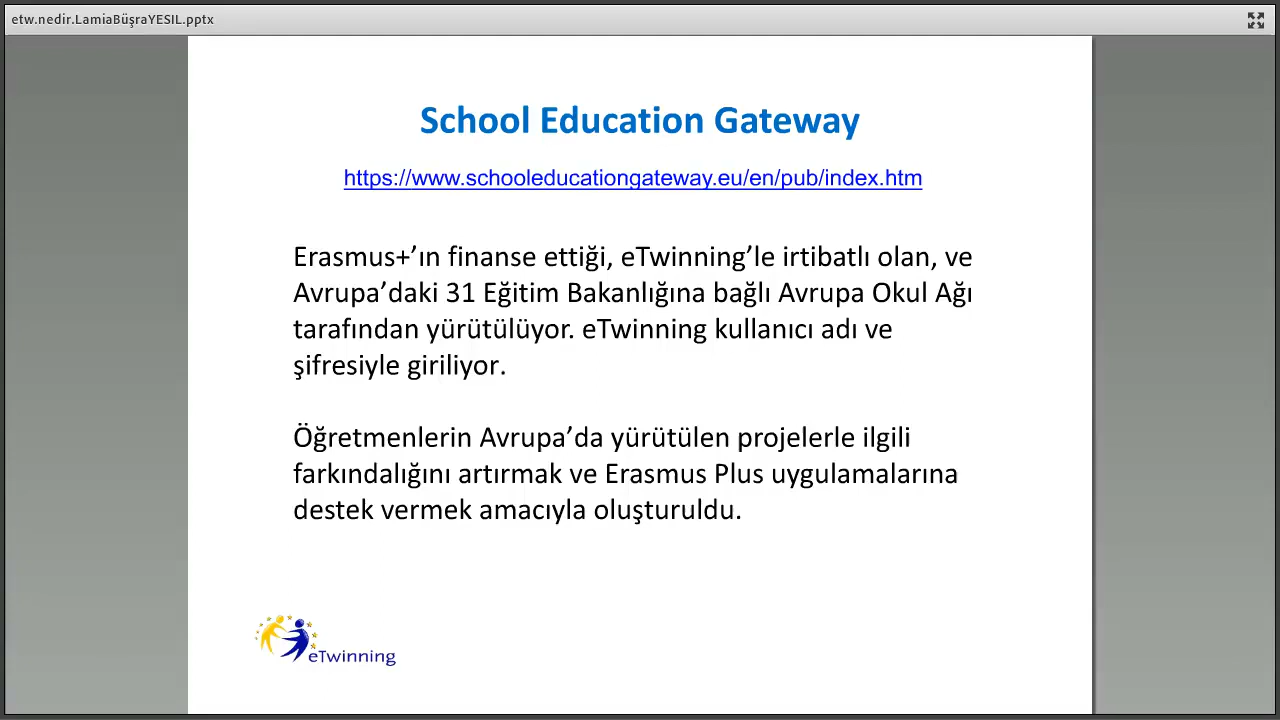 etw.nedir.LamiaBüşraYESIL.pptx
School Education Gateway
https://www.schooleducationgateway.eu/en/pub/index.htm
Erasmus+’ın finanse ettiği, eTwinning’le irtibatlı olan, ve
Avrupa’daki 31 Eğitim Bakanlığına bağlı Avrupa Okul Ağı
tarafından yürütülüyor. eTwinning kullanıcı adı ve
şifresiyle giriliyor.
Öğretmenlerin Avrupa’da yürütülen projelerle ilgili
farkındalığını artırmak ve Erasmus Plus uygulamalarına
destek vermek amacıyla oluşturuldu.
eTwinning